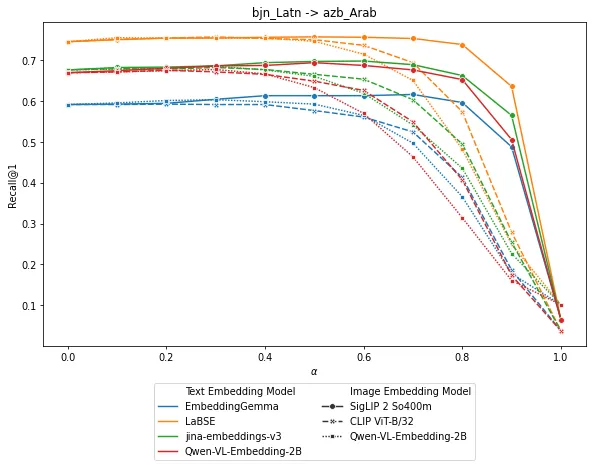 bjn_Latn -> azb_Arab
Recall@1
0.7
0.6
0.5
0.4
0.3
0.2
0.1
0.0 0.2 0.4 0.6 0.8 1.0
α
Text Embedding Model
EmbeddingGemma
LaBSE
jina-embeddings-v3
Qwen-VL-Embedding-2B
Image Embedding Model
SigLIP 2 So400m
CLIP ViT-B/32
Qwen-VL-Embedding-2B